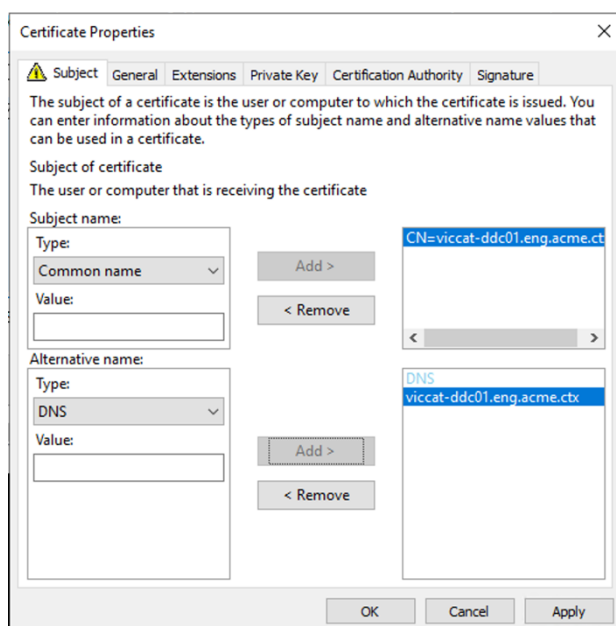 Certificate Properties
Subject General Extensions Private Key Certification Authority Signature
The subject of a certificate is the user or computer to which the certificate is issued. You
can enter information about the types of subject name and alternative name values that
can be used in a certificate.
Subject of certificate
The user or computer that is receiving the certificate
Subject name:
Type:
Common name
Value:
Add >
< Remove
CN=viccat-ddc01.eng.acme.ct
Alternative name:
Type:
DNS
Value:
Add >
< Remove
DNS
viccat-ddc01.eng.acme.ctx
OK Cancel Apply